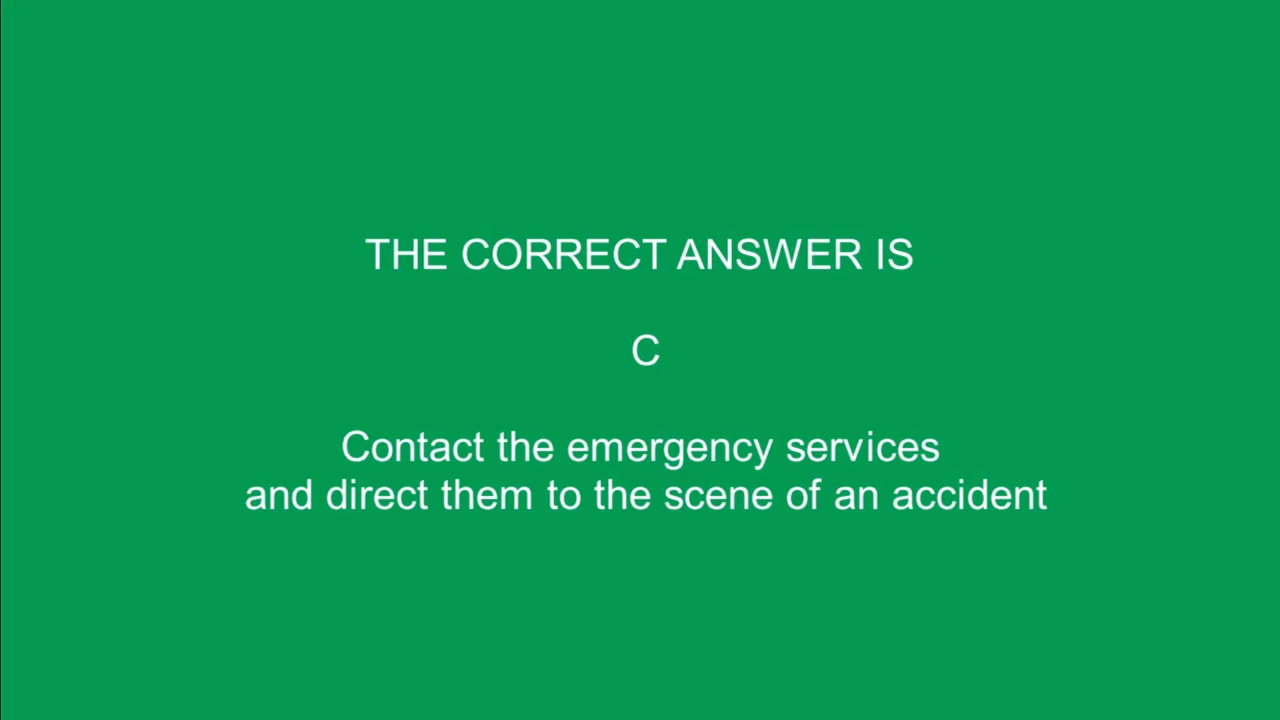 THE CORRECT ANSWER IS
C
Contact the emergency services
and direct them to the scene of an accident